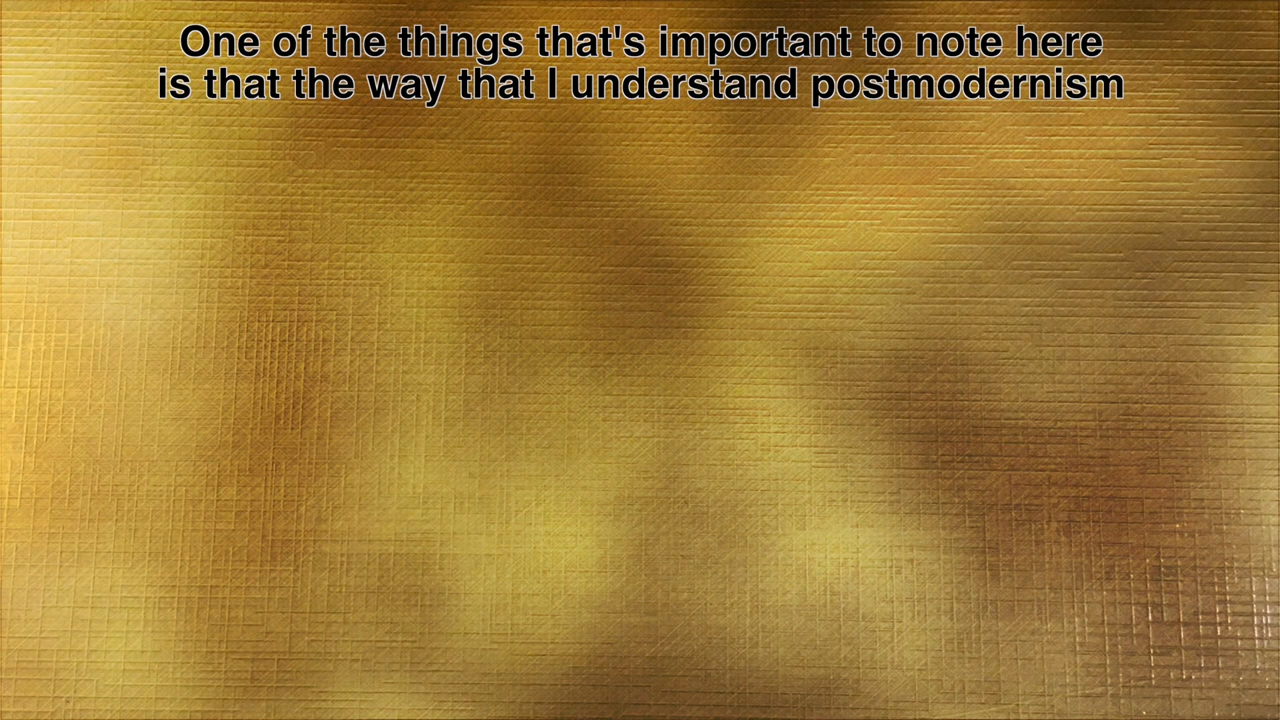 One of the things that's important to note here
is that the way that I understand postmodernism